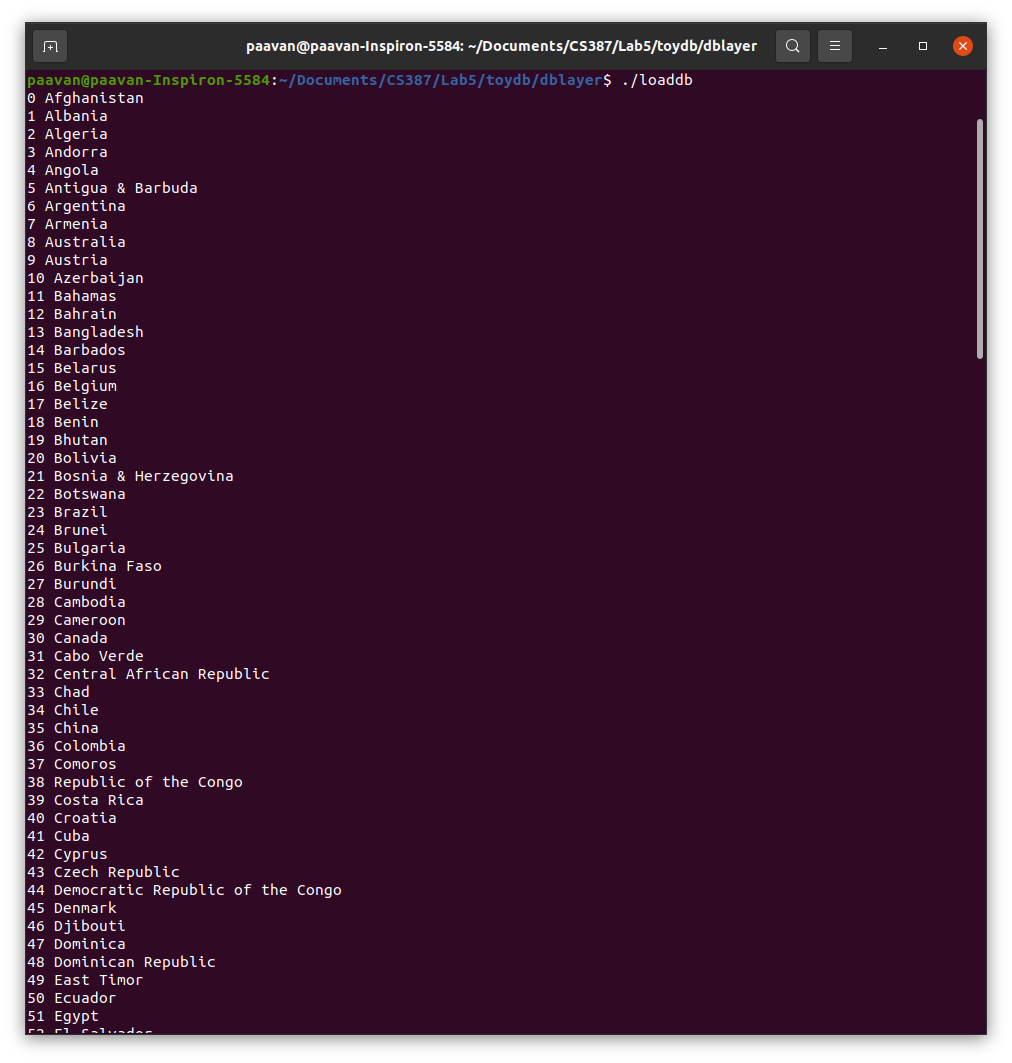 paavan@paavan-Inspiron-5584: ~/Documents/CS387/Lab5/toydb/dblayer
paavan@paavan-Inspiron-5584:~/Documents/CS387/Lab5/toydb/dblayer$ ./loaddb
0 Afghanistan
1 Albania
2 Algeria
3 Andorra
4 Angola
5 Antigua & Barbuda
6 Argentina
7 Armenia
8 Australia
9 Austria
10 Azerbaijan
11 Bahamas
12 Bahrain
13 Bangladesh
14 Barbados
15 Belarus
16 Belgium
17 Belize
18 Benin
19 Bhutan
20 Bolivia
21 Bosnia & Herzegovina
22 Botswana
23 Brazil
24 Brunei
25 Bulgaria
26 Burkina Faso
27 Burundi
28 Cambodia
29 Cameroon
30 Canada
31 Cabo Verde
32 Central African Republic
33 Chad
34 Chile
35 China
36 Colombia
37 Comoros
38 Republic of the Congo
39 Costa Rica
40 Croatia
41 Cuba
42 Cyprus
43 Czech Republic
44 Democratic Republic of the Congo
45 Denmark
46 Djibouti
47 Dominica
48 Dominican Republic
49 East Timor
50 Ecuador
51 Egypt
52 El Salvador